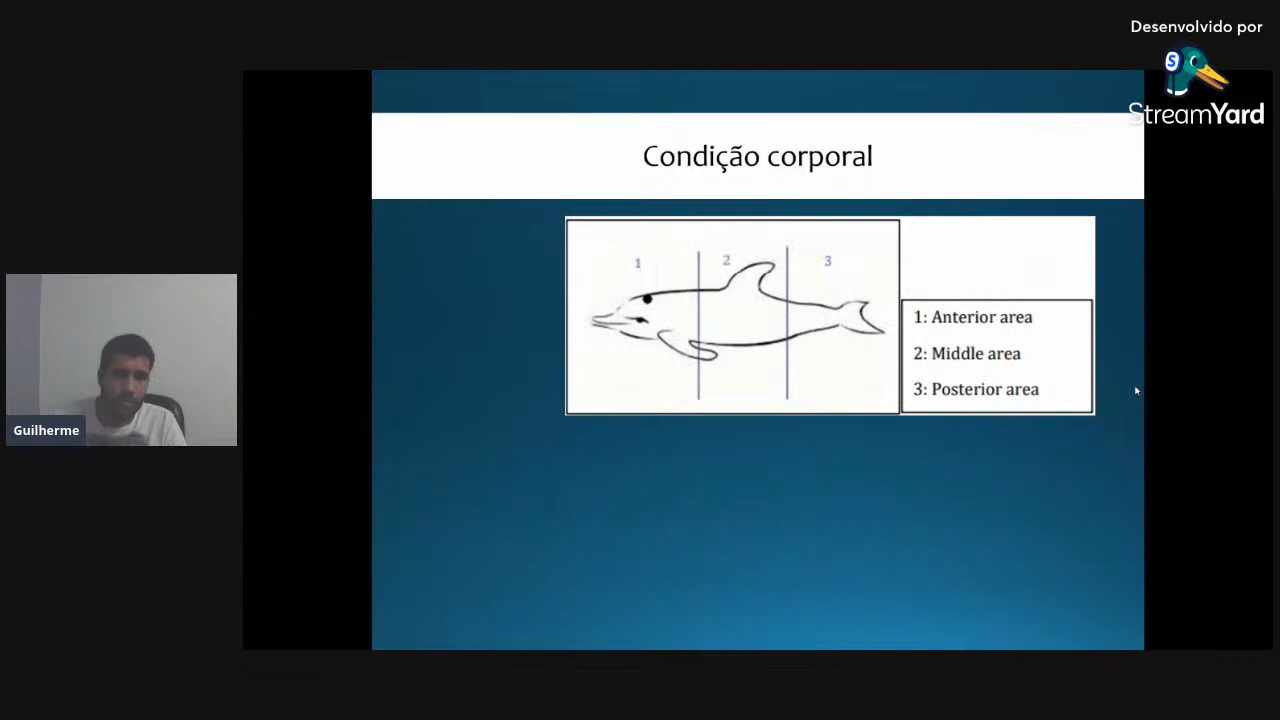 Desenvolvido por
StreamYard
Condição corporal
1
2
3
1: Anterior area
2: Middle area
3: Posterior area
Guilherme